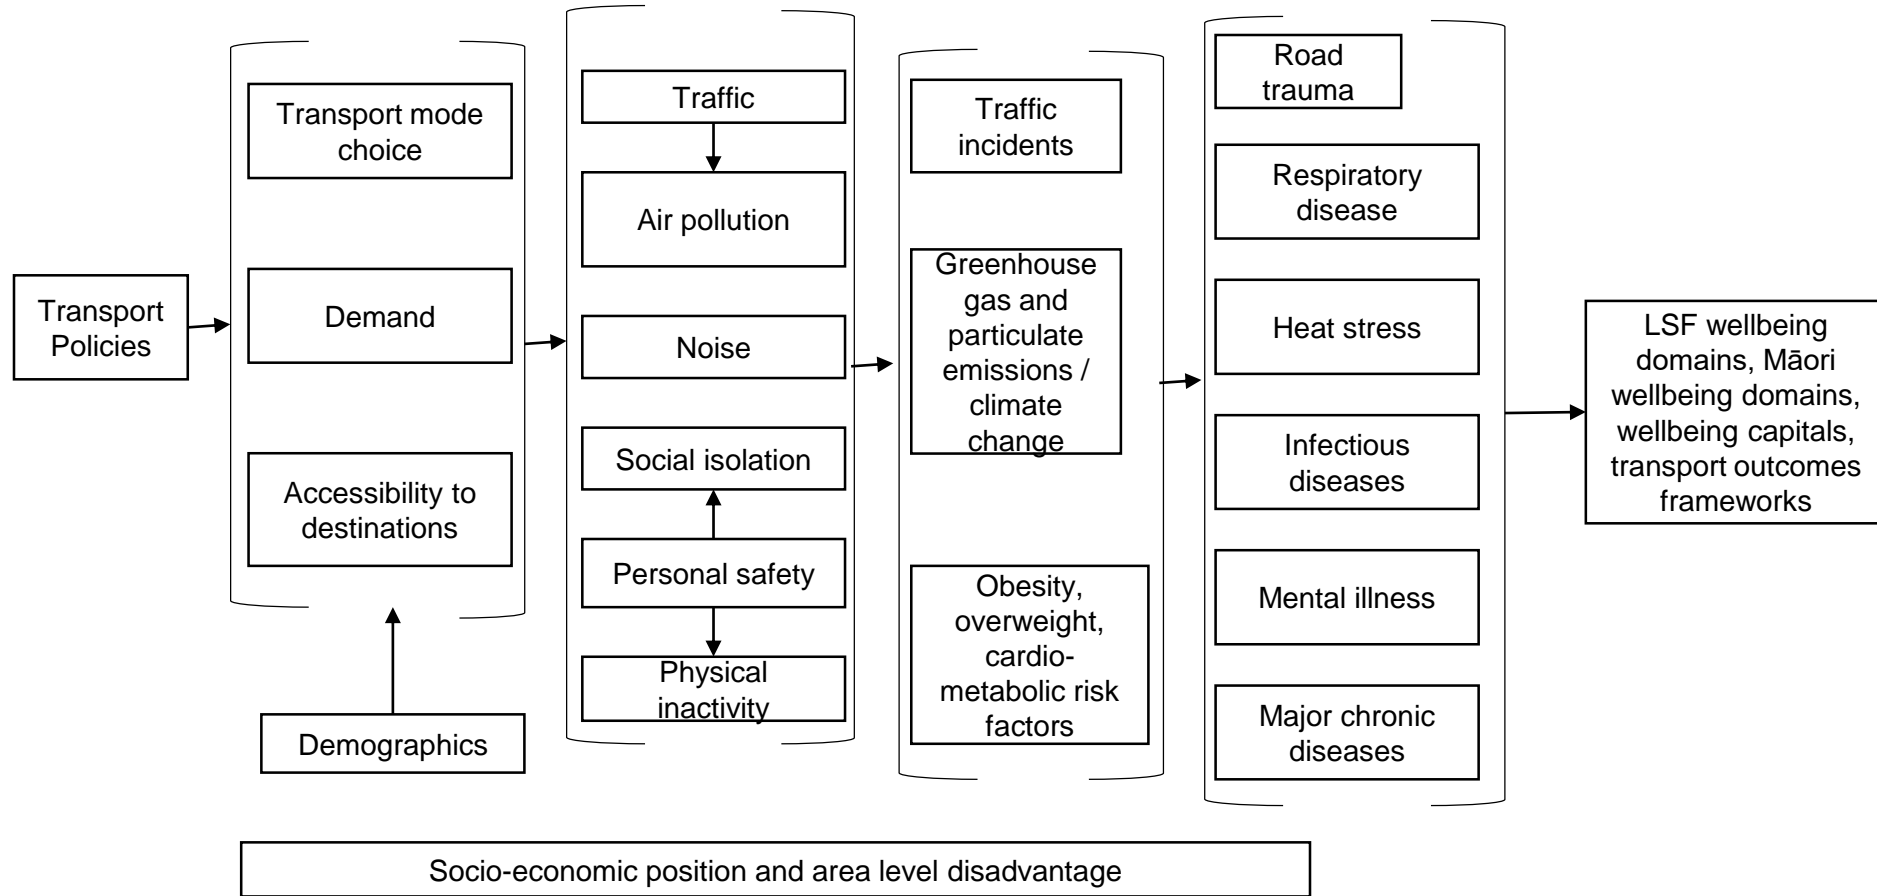 Transport
Policies
Transport mode
choice
Demand
Accessibility to
destinations
Demographics
Traffic
Air pollution
Noise
Social isolation
Personal safety
Physical
inactivity
Traffic
incidents
Greenhouse
gas and
particulate
emissions /
climate
change
Obesity,
overweight,
cardio-
metabolic risk
factors
Road
trauma
Respiratory
disease
Heat stress
Infectious
diseases
Mental illness
Major chronic
diseases
LSF wellbeing
domains, Māori
wellbeing domains,
wellbeing capitals,
transport outcomes
frameworks
Socio-economic position and area level disadvantage